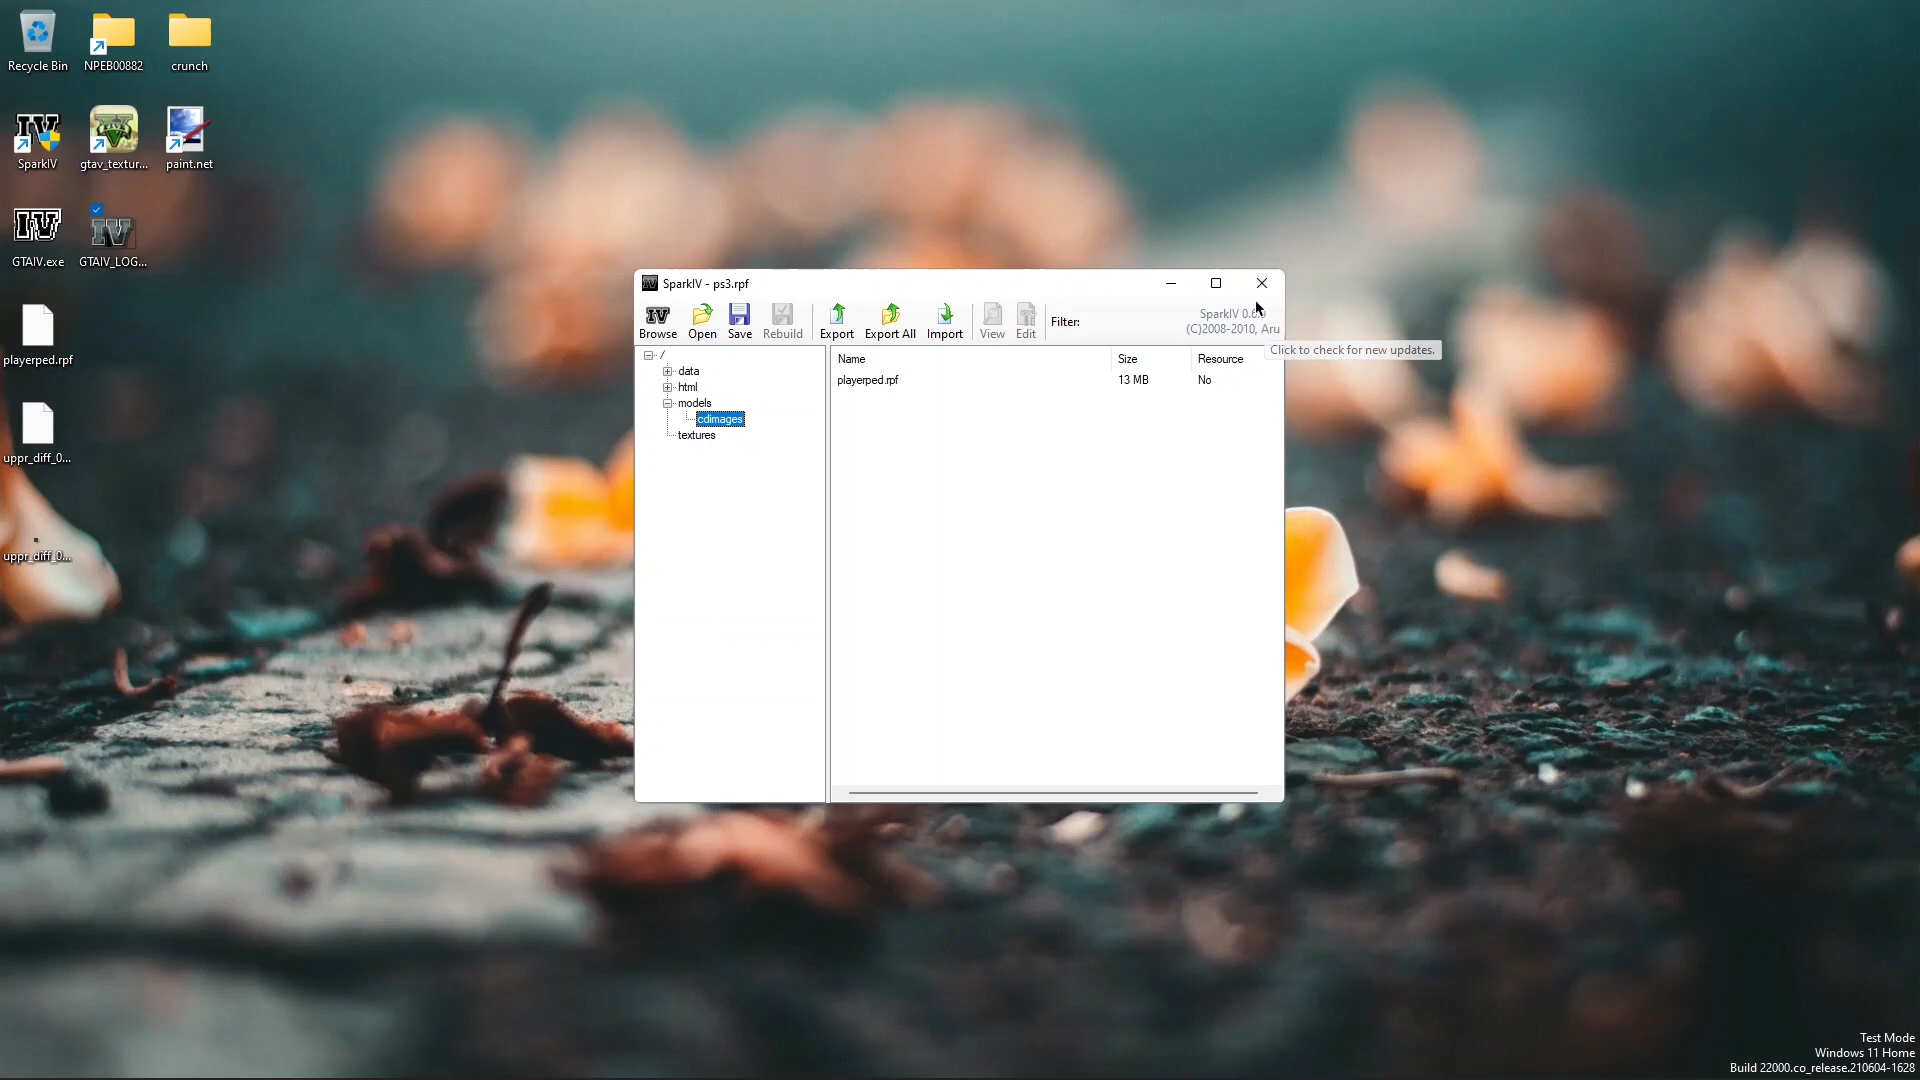 Recycle Bin
NPEB00882
crunch
SparkIV
gtav_textur...
paint.net
GTAIV.exe
GTAIV_LOG...
playerped.rpf
uppr_diff_0...
uppr_diff_0...
SparkIV - ps3.rpf
Browse
Open
Save
Rebuild
Export
Export All
Import
View
Edit
Filter:
SparkIV 0.6.
(C)2008-2010, Aru
Click to check for new updates.
/
data
html
models
cdimages
textures
Name
Size
Resource
playerped.rpf
13 MB
No
Test Mode
Windows 11 Home
Build 22000.co_release.210604-1628